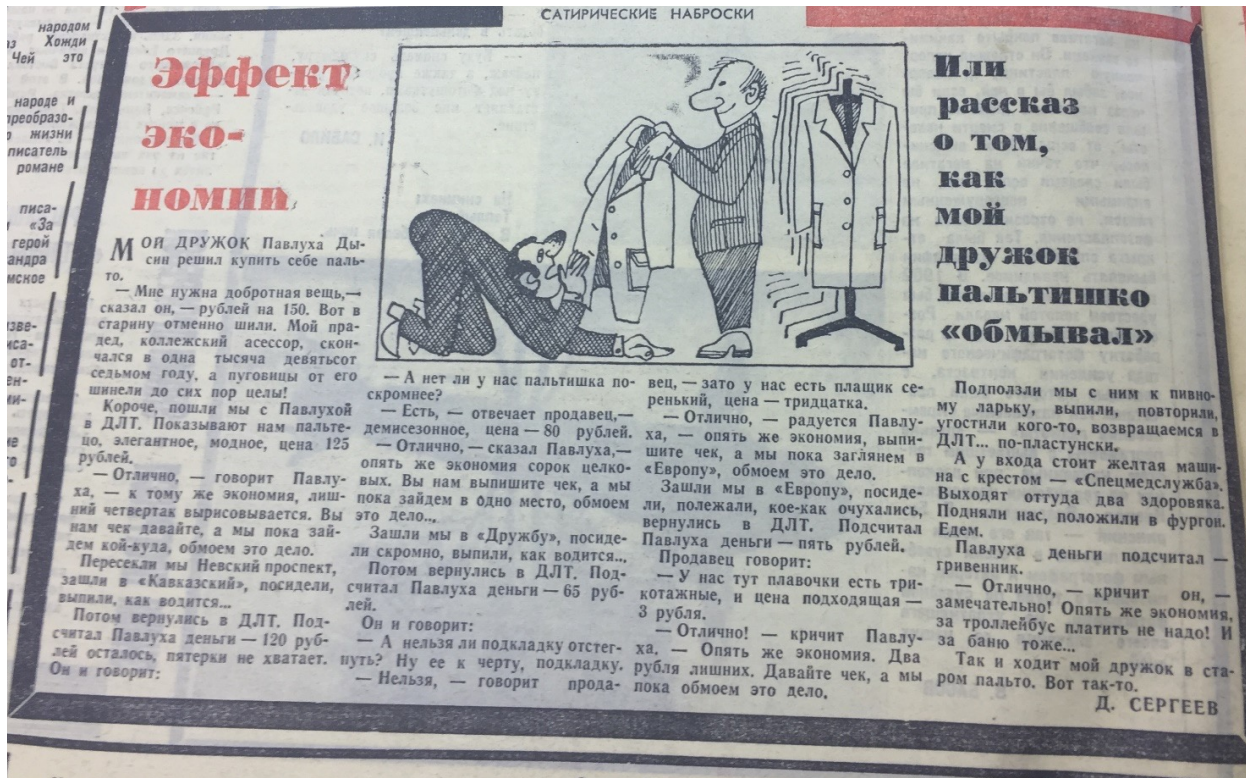 САТИРИЧЕСКИЕ НАБРОСКИ
народом
Хожди
Чей это
народе и
преобразо-
жизни
писатель
романе
писа-
«За
герой
андра
мское
Эффект
эко-
номии
Или
рассказ
о том,
как
мой
дружок
пальтишко
«обмывал»
МОЙ ДРУЖОК Павлуха Ды-
син решил купить себе паль-
то.
— Мне нужна добротная вещь,—
сказал он, — рублей на 150. Вот в
старину отменно шили. Мой пра-
дед, коллежский асессор, скон-
чался в одна тысяча девятьсот
седьмом году, а пуговицы от его
шинели до сих пор целы!
Короче, пошли мы с Павлухой
в ДЛТ. Показывают нам пальте-
цо, элегантное, модное, цена 125
рублей.
— Отлично, — говорит Павлу-
ха, — к тому же экономия, лиш-
ний четвертак вырисовывается. Вы
нам чек давайте, а мы пока зай-
дем кой-куда, обмоем это дело.
Пересекли мы Невский проспект,
зашли в «Кавказский», посидели,
выпили, как водится...
Потом вернулись в ДЛТ. Под-
считал Павлуха деньги — 120 руб-
лей осталось, пятерки не хватает.
Он и говорит:
— А нет ли у нас пальтишка по-
скромнее?
— Есть, — отвечает продавец,—
демисезонное, цена — 80 рублей.
— Отлично, — сказал Павлуха,—
опять же экономия сорок целко-
вых. Вы нам выпишите чек, а мы
пока зайдем в одно место, обмоем
это дело...
Зашли мы в «Дружбу», посиде-
ли скромно, выпили, как водится...
Потом вернулись в ДЛТ. Под-
считал Павлуха деньги — 65 руб-
лей.
Он и говорит:
— А нельзя ли подкладку отстег-
нуть? Ну ее к черту, подкладку.
— Нельзя, — говорит прода-
вец, — зато у нас есть плащик се-
ренький, цена — тридцатка.
— Отлично, — радуется Павлу-
ха, — опять же экономия, выпи-
шите чек, а мы пока заглянем в
«Европу», обмоем это дело.
Зашли мы в «Европу», посиде-
ли, полежали, кое-как очухались,
вернулись в ДЛТ. Подсчитал
Павлуха деньги — пять рублей.
Продавец говорит:
— У нас тут плавочки есть три-
котажные, и цена подходящая —
3 рубля.
— Отлично! — кричит Павлу-
ха, — Опять же экономия. Два
рубля лишних. Давайте чек, а мы
пока обмоем это дело.
Подползли мы с ним к пивно-
му ларьку, выпили, повторили,
угостили кого-то, возвращаемся в
ДЛТ... по-пластунски.
А у входа стоит желтая маши-
на с крестом — «Спецмедслужба».
Выходят оттуда два здоровяка.
Подняли нас, положили в фургон.
Едем.
Павлуха деньги подсчитал —
гривенник.
— Отлично, — кричит он, —
замечательно! Опять же экономия,
за троллейбус платить не надо! И
за баню тоже...
Так и ходит мой дружок в ста-
ром пальто. Вот так-то.
Д. СЕРГЕЕВ